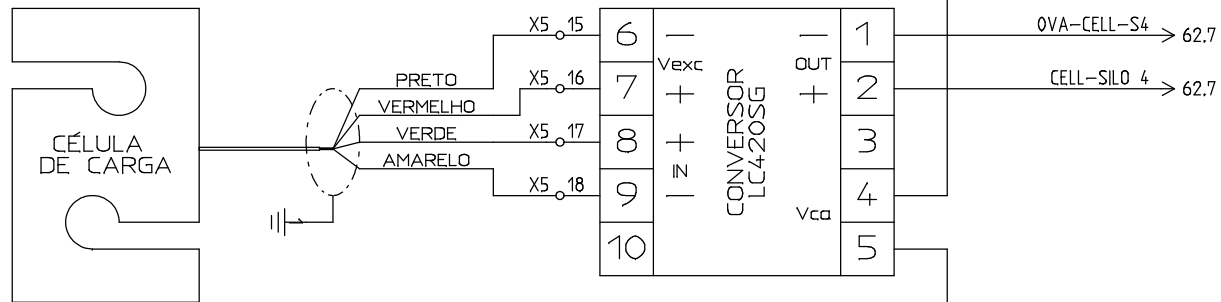 CÉLULA
DE CARGA
PRETO
VERMELHO
VERDE
AMARELO
X5 15
X5 16
X5 17
X5 18
6 −
Vexc
7 +
8 +
IN
9 −
10
CONVERSOR
LC420SG
− 1
OUT
+ 2
3
4
Vca
5
0VA-CELL-S4 62.7
CELL-SILO 4 62.7